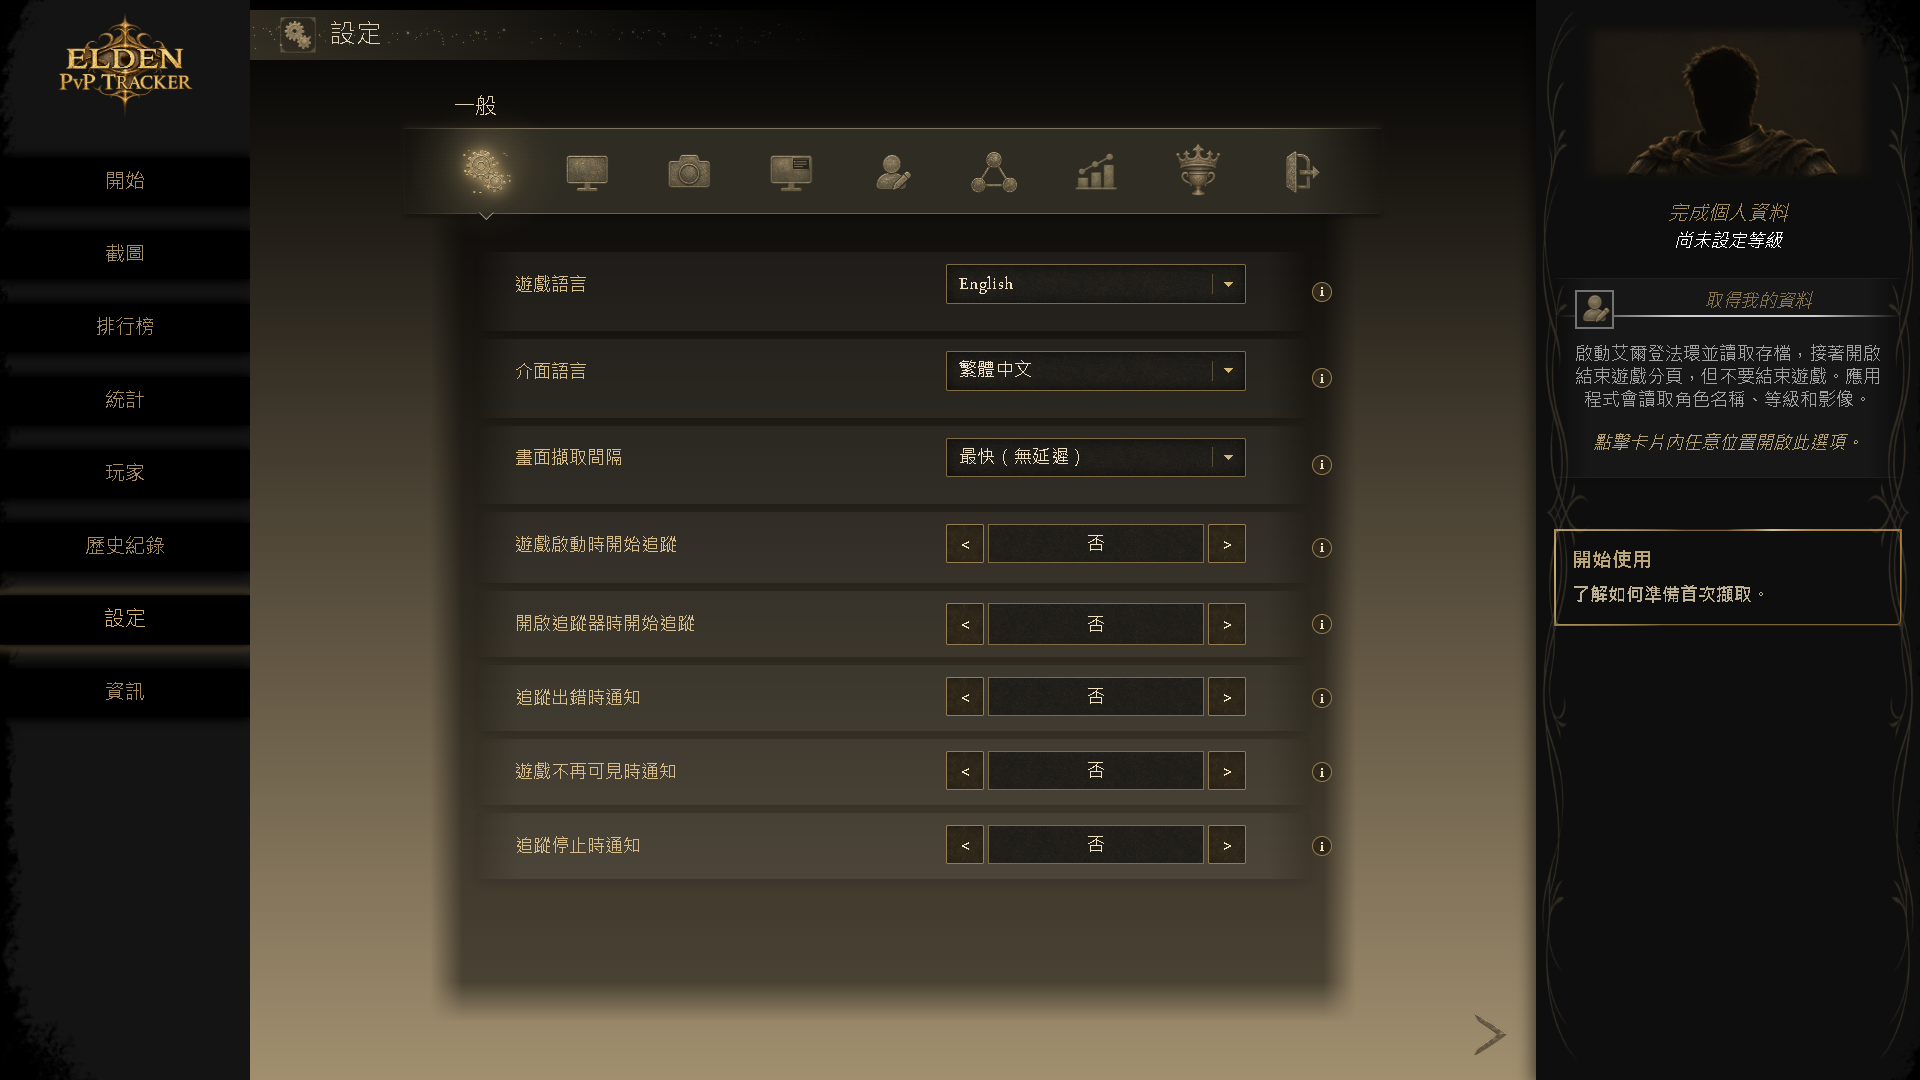 ELDEN
PvP TRACKER
開始
截圖
排行榜
統計
玩家
歷史紀錄
設定
資訊
設定
一般
遊戲語言
English
介面語言
繁體中文
畫面擷取間隔
最快（無延遲）
遊戲啟動時開始追蹤
< 否 >
開啟追蹤器時開始追蹤
< 否 >
追蹤出錯時通知
< 否 >
遊戲不再可見時通知
< 否 >
追蹤停止時通知
< 否 >
完成個人資料
尚未設定等級
取得我的資料
啟動艾爾登法環並讀取存檔，接著開啟
結束遊戲分頁，但不要結束遊戲。應用
程式會讀取角色名稱、等級和影像。
點擊卡片內任意位置開啟此選項。
開始使用
了解如何準備首次擷取。